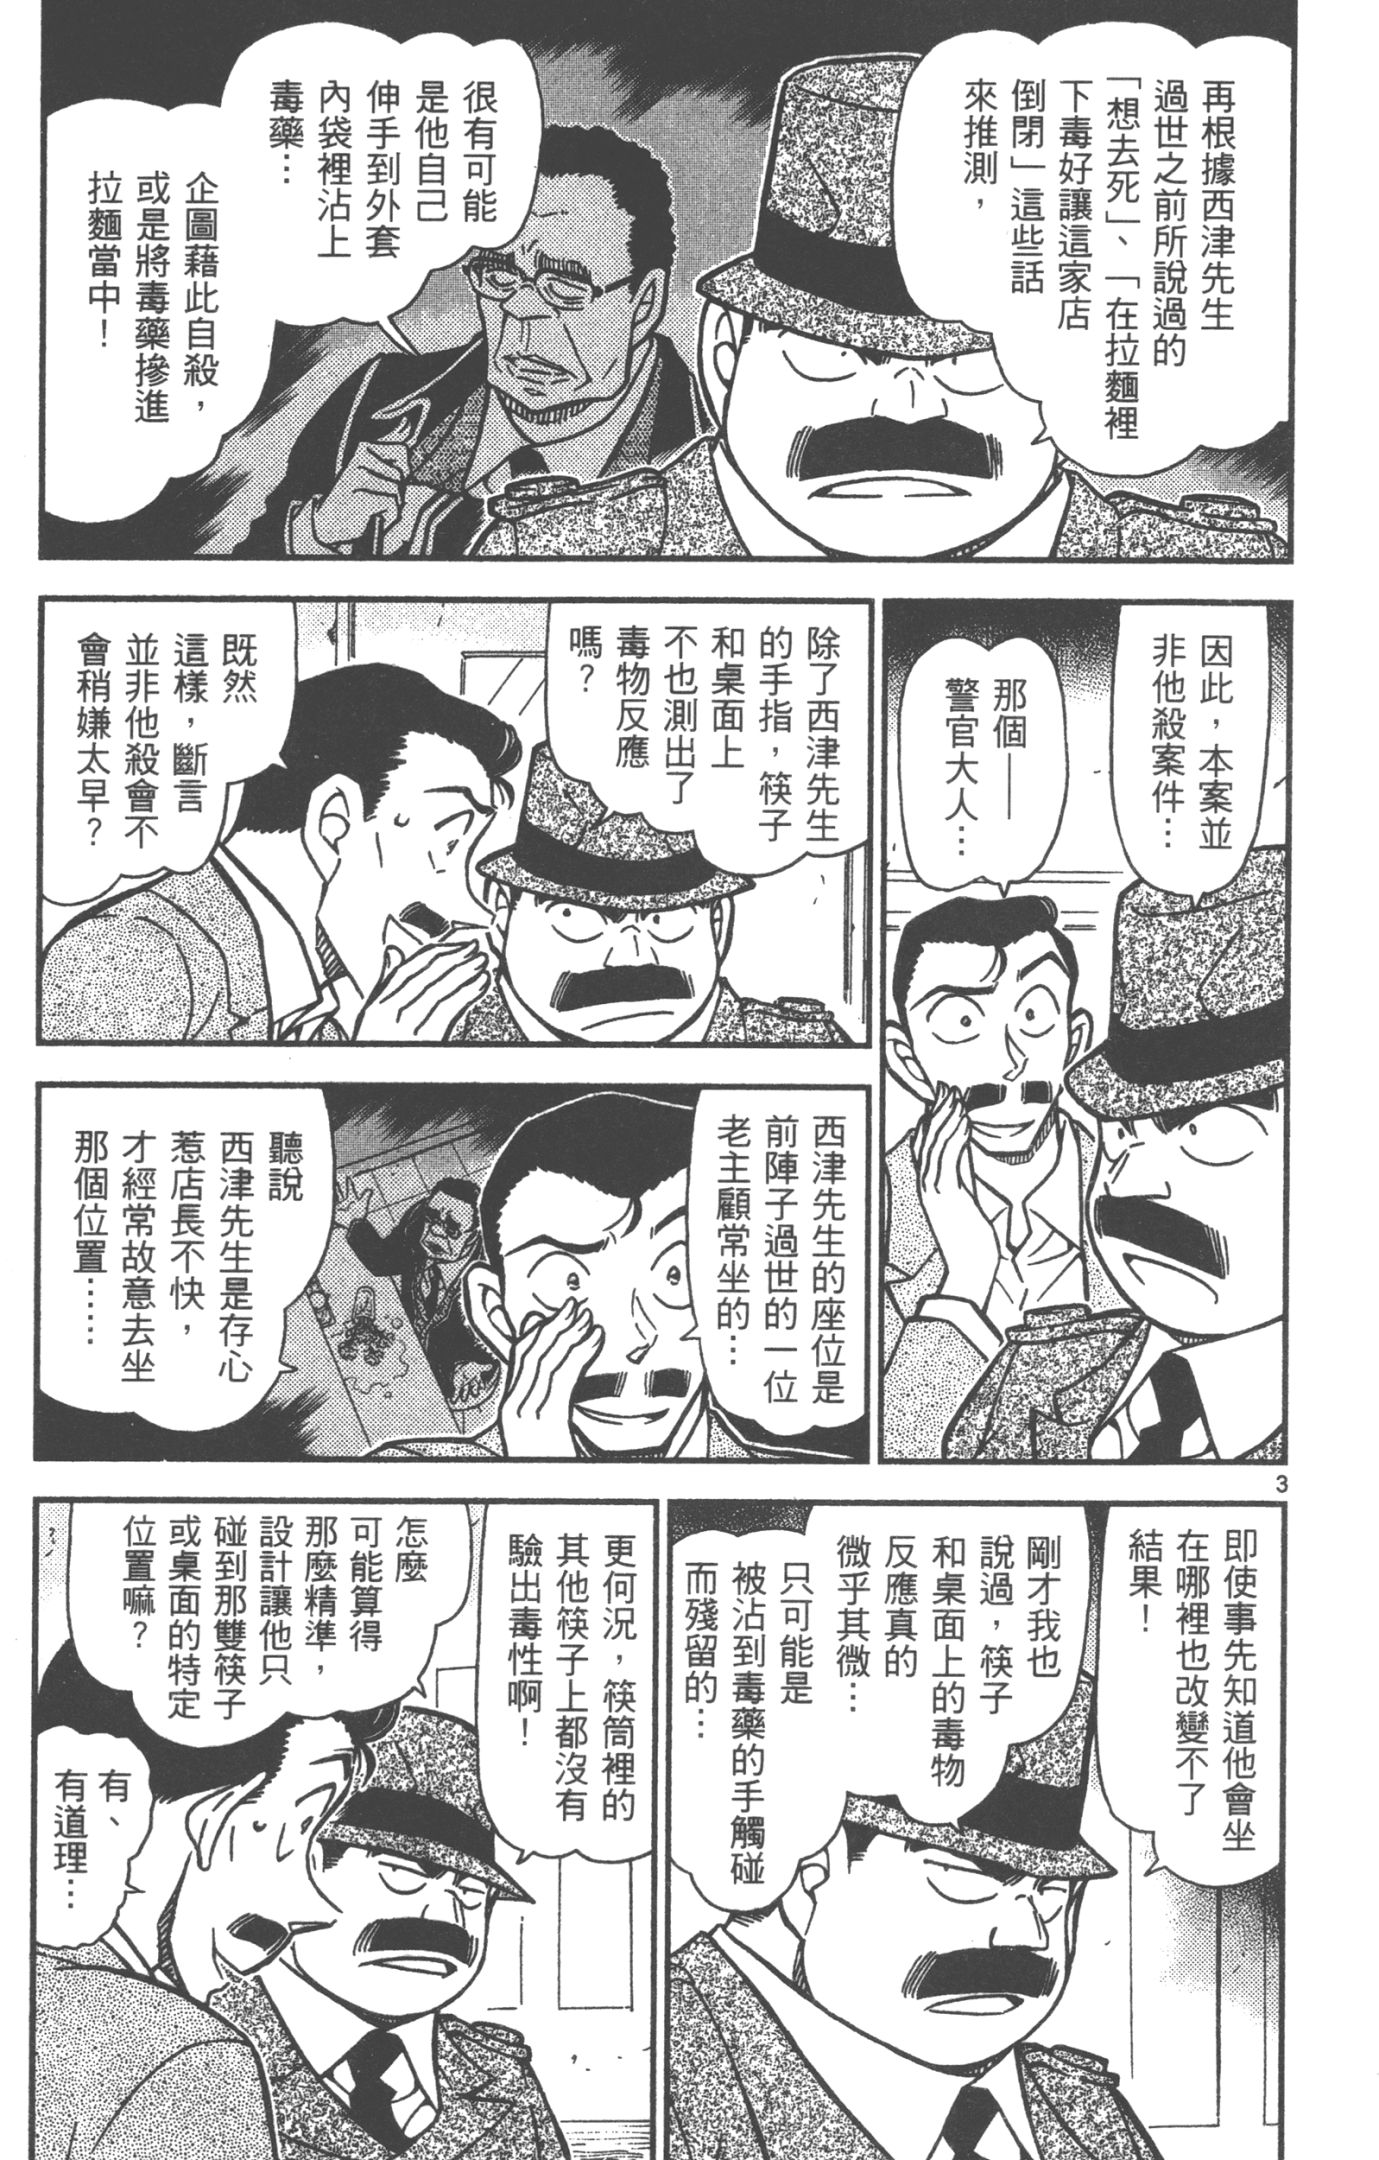 再根據西津先生
過世之前所說過的
「想去死」、「在拉麵裡
下毒好讓這家店
倒閉」這些話
來推測，
很有可能
是他自己
伸手到外套
內袋裡沾上
毒藥…
企圖藉此自殺，
或是將毒藥摻進
拉麵當中！
因此，本案並
非他殺案件…
那個——
警官大人…
除了西津先生
的手指，筷子
和桌面上
不也測出了
毒物反應
嗎？
既然
這樣，斷言
並非他殺會不
會稍嫌太早？
西津先生的座位是
前陣子過世的一位
老主顧常坐的…
聽說
西津先生是存心
惹店長不快，
才經常故意去坐
那個位置……
3
即使事先知道他會坐
在哪裡也改變不了
結果！
剛才我也
說過，筷子
和桌面上的毒物
反應真的
微乎其微…
只可能是
被沾到毒藥的手觸碰
而殘留的…
更何況，筷筒裡的
其他筷子上都沒有
驗出毒性啊！
怎麼
可能算得
那麼精準，
設計讓他只
碰到那雙筷子
或桌面的特定
位置嘛？
有、
有道理…